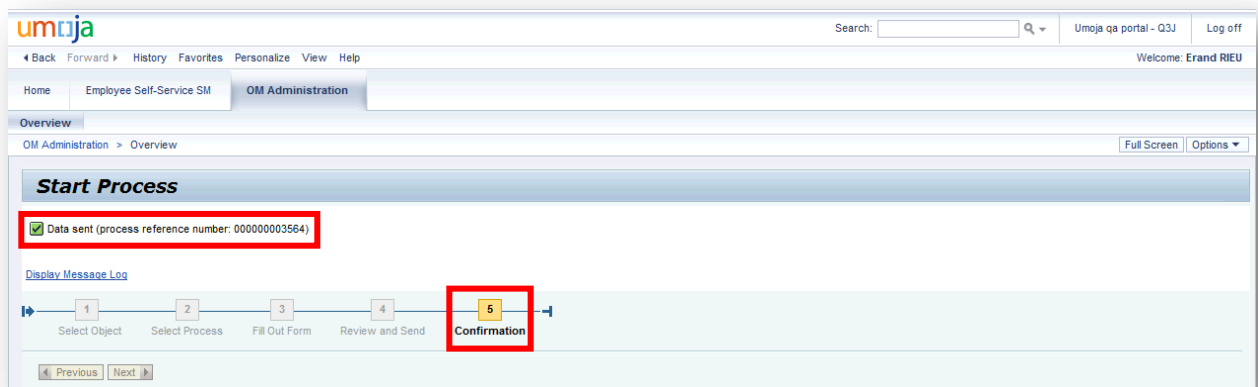 umoja
Search:
Umoja qa portal - Q3J
Log off
Back Forward History Favorites Personalize View Help
Welcome: Erand RIEU
Home Employee Self-Service SM OM Administration
Overview
OM Administration > Overview
Full Screen Options
Start Process
Data sent (process reference number: 000000003564)
Display Message Log
1 2 3 4 5
Select Object Select Process Fill Out Form Review and Send Confirmation
Previous Next